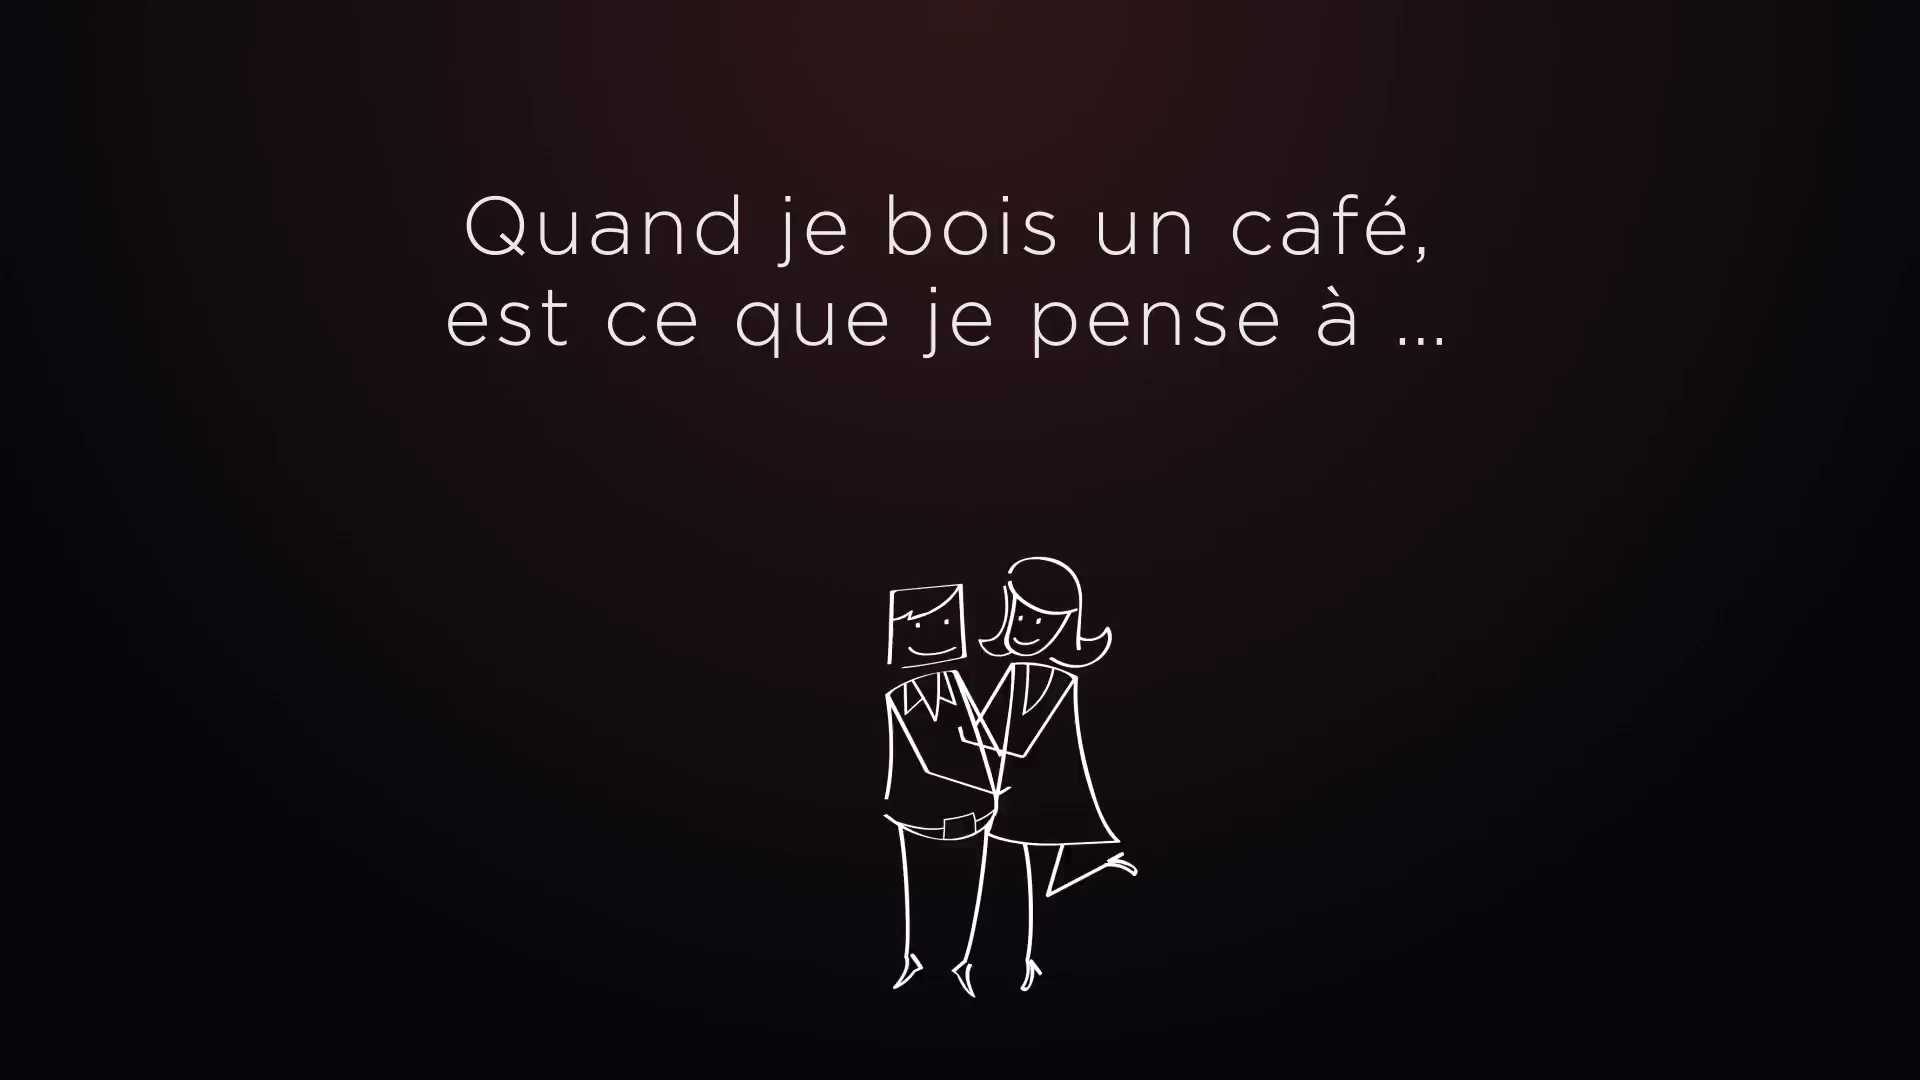 Quand je bois un café,
est ce que je pense à ...